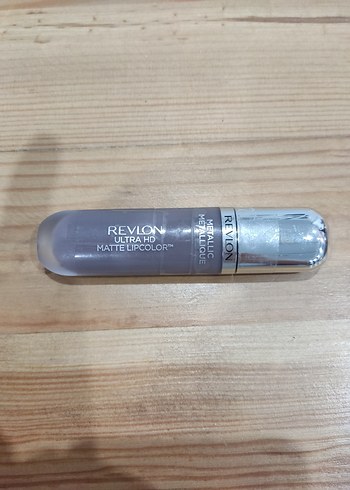 REVLON
ULTRA HD
MATTE LIPCOLOR™
METALLIC
MÉTALLIQUE
REVLON